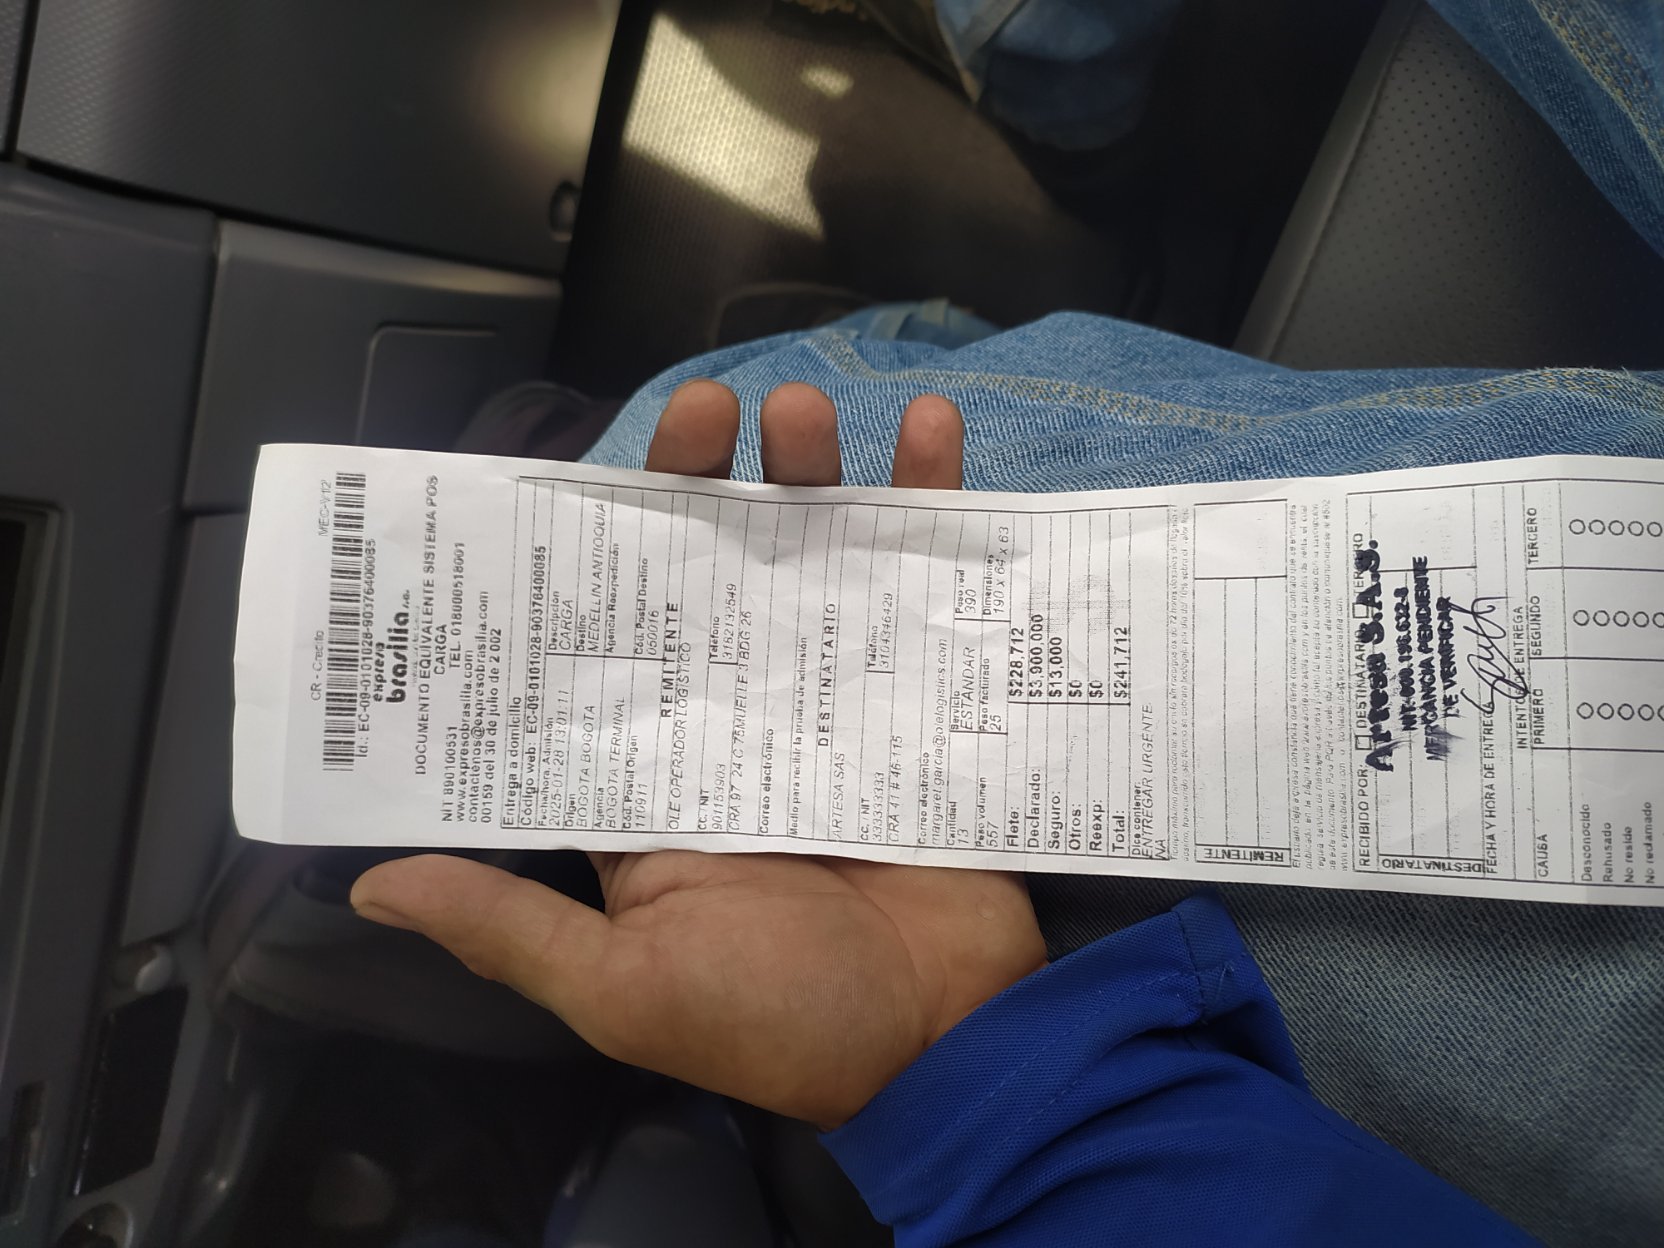 CR - Credito
MEC-V12'
Id.: EC-09-0101028-90376400085
expreso
brasilia s.a.
DOCUMENTO EQUIVALENTE SISTEMA POS
CARGA
NIT 890100531 TEL. 018000518001
www.expresobrasilia.com
contactenos@expresobrasilia.com
00159 del 30 de julio de 2 002
Entrega a domicilio
Código web: EC-09-0101028-90376400085
Fecha/hora, Admisión Descripción
2025-01-28 13:01:11 CARGA
Origen Destino
BOGOTA BOGOTA MEDELLIN ANTIOQUIA
Agencia Agencia Reexpedición
BOGOTA TERMINAL
Cód. Postal Origen Cód. Postal Destino
110911 050016
REMITENTE
OLE OPERADOR LOGISTICO
CC. NIT Teléfono
901153903 3182132549
CRA 97 24 C 75MUELLE 3 BDG 26
Correo electrónico
Medio para recibir la prueba de admisión
DESTINATARIO
ARTESA SAS
CC. NIT Teléfono
333333333 3104346429
CRA 41 # 46 115
Correo electrónico
margaret.garcia@olelogistics.com
Cantidad Servicio Peso real
13 ESTANDAR 390
Peso volumen Peso facturado Dimensiones
557 25 190 x 64 x 63
Flete: $228,712
Declarado: $3,900,000
Seguro: $13,000
Otros: $0
Reexp: $0
Total: $241,712
Dice contener:
ENTREGAR URGENTE
NA
REMITENTE
RECIBIDO POR: DESTINATARIO TERCERO
DESTINATARIO
Artesa S.A.S.
MERCANCIA PENDIENTE
DE VERIFICAR
FECHA Y HORA DE ENTREGA
INTENTOS DE ENTREGA
CAUSA PRIMERO SEGUNDO TERCERO
Desconocido
Rehusado
No reside
No reclamado